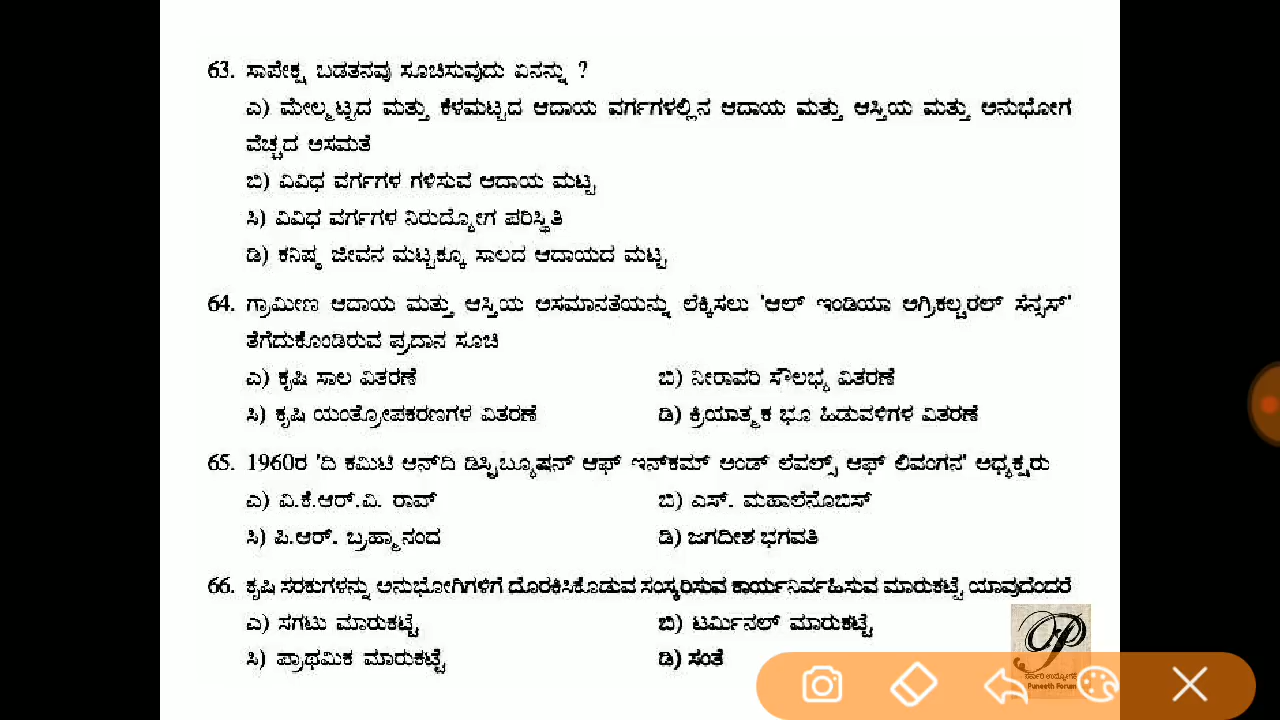 63. ಸಾಪೇಕ್ಷ ಬಡತನವು ಸೂಚಿಸುವುದು ಏನನ್ನು ?
ಎ) ಮೇಲ್ಮಟ್ಟದ ಮತ್ತು ಕೆಳಮಟ್ಟದ ಆದಾಯ ವರ್ಗಗಳಲ್ಲಿನ ಆದಾಯ ಮತ್ತು ಆಸ್ತಿಯ ಮತ್ತು ಅನುಭೋಗ
ವೆಚ್ಚದ ಅಸಮತೆ
ಬಿ) ವಿವಿಧ ವರ್ಗಗಳ ಗಳಿಸುವ ಆದಾಯ ಮಟ್ಟ
ಸಿ) ವಿವಿಧ ವರ್ಗಗಳ ನಿರುದ್ಯೋಗ ಪರಿಸ್ಥಿತಿ
ಡಿ) ಕನಿಷ್ಠ ಜೀವನ ಮಟ್ಟಕ್ಕೂ ಸಾಲದ ಆದಾಯದ ಮಟ್ಟ
64. ಗ್ರಾಮೀಣ ಆದಾಯ ಮತ್ತು ಆಸ್ತಿಯ ಅಸಮಾನತೆಯನ್ನು ಲೆಕ್ಕಿಸಲು 'ಆಲ್ ಇಂಡಿಯಾ ಅಗ್ರಿಕಲ್ಚರಲ್ ಸೆನ್ಸಸ್'
ತೆಗೆದುಕೊಂಡಿರುವ ಪ್ರದಾನ ಸೂಚಿ
ಎ) ಕೃಷಿ ಸಾಲ ವಿತರಣೆ ಬಿ) ನೀರಾವರಿ ಸೌಲಭ್ಯ ವಿತರಣೆ
ಸಿ) ಕೃಷಿ ಯಂತ್ರೋಪಕರಣಗಳ ವಿತರಣೆ ಡಿ) ಕ್ರಿಯಾತ್ಮಕ ಭೂ ಹಿಡುವಳಿಗಳ ವಿತರಣೆ
65. 1960ರ 'ದಿ ಕಮಿಟಿ ಆನ್‌ದಿ ಡಿಸ್ಟಿಬ್ಯೂಷನ್ ಆಫ್ ಇನ್‌ಕಮ್ ಅಂಡ್ ಲೆವಲ್ಸ್ ಆಫ್ ಲಿವಂಗನ' ಅಧ್ಯಕ್ಷರು
ಎ) ವಿ.ಕೆ.ಆರ್.ವಿ. ರಾವ್ ಬಿ) ಎಸ್. ಮಹಾಲೆನೊಬಿಸ್
ಸಿ) ಪಿ.ಆರ್. ಬ್ರಹ್ಮಾನಂದ ಡಿ) ಜಗದೀಶ ಭಗವತಿ
66. ಕೃಷಿ ಸರಕುಗಳನ್ನು ಅನುಭೋಗಿಗಳಿಗೆ ದೊರಕಿಸಿಕೊಡುವ ಸಂಸ್ಕರಿಸುವ ಕಾರ್ಯನಿರ್ವಹಿಸುವ ಮಾರುಕಟ್ಟೆ ಯಾವುದೆಂದರೆ
ಎ) ಸಗಟು ಮಾರುಕಟ್ಟೆ ಬಿ) ಟರ್ಮಿನಲ್ ಮಾರುಕಟ್ಟೆ
ಸಿ) ಪ್ರಾಥಮಿಕ ಮಾರುಕಟ್ಟೆ ಡಿ) ಸಂತೆ
P
Puneeth Forum